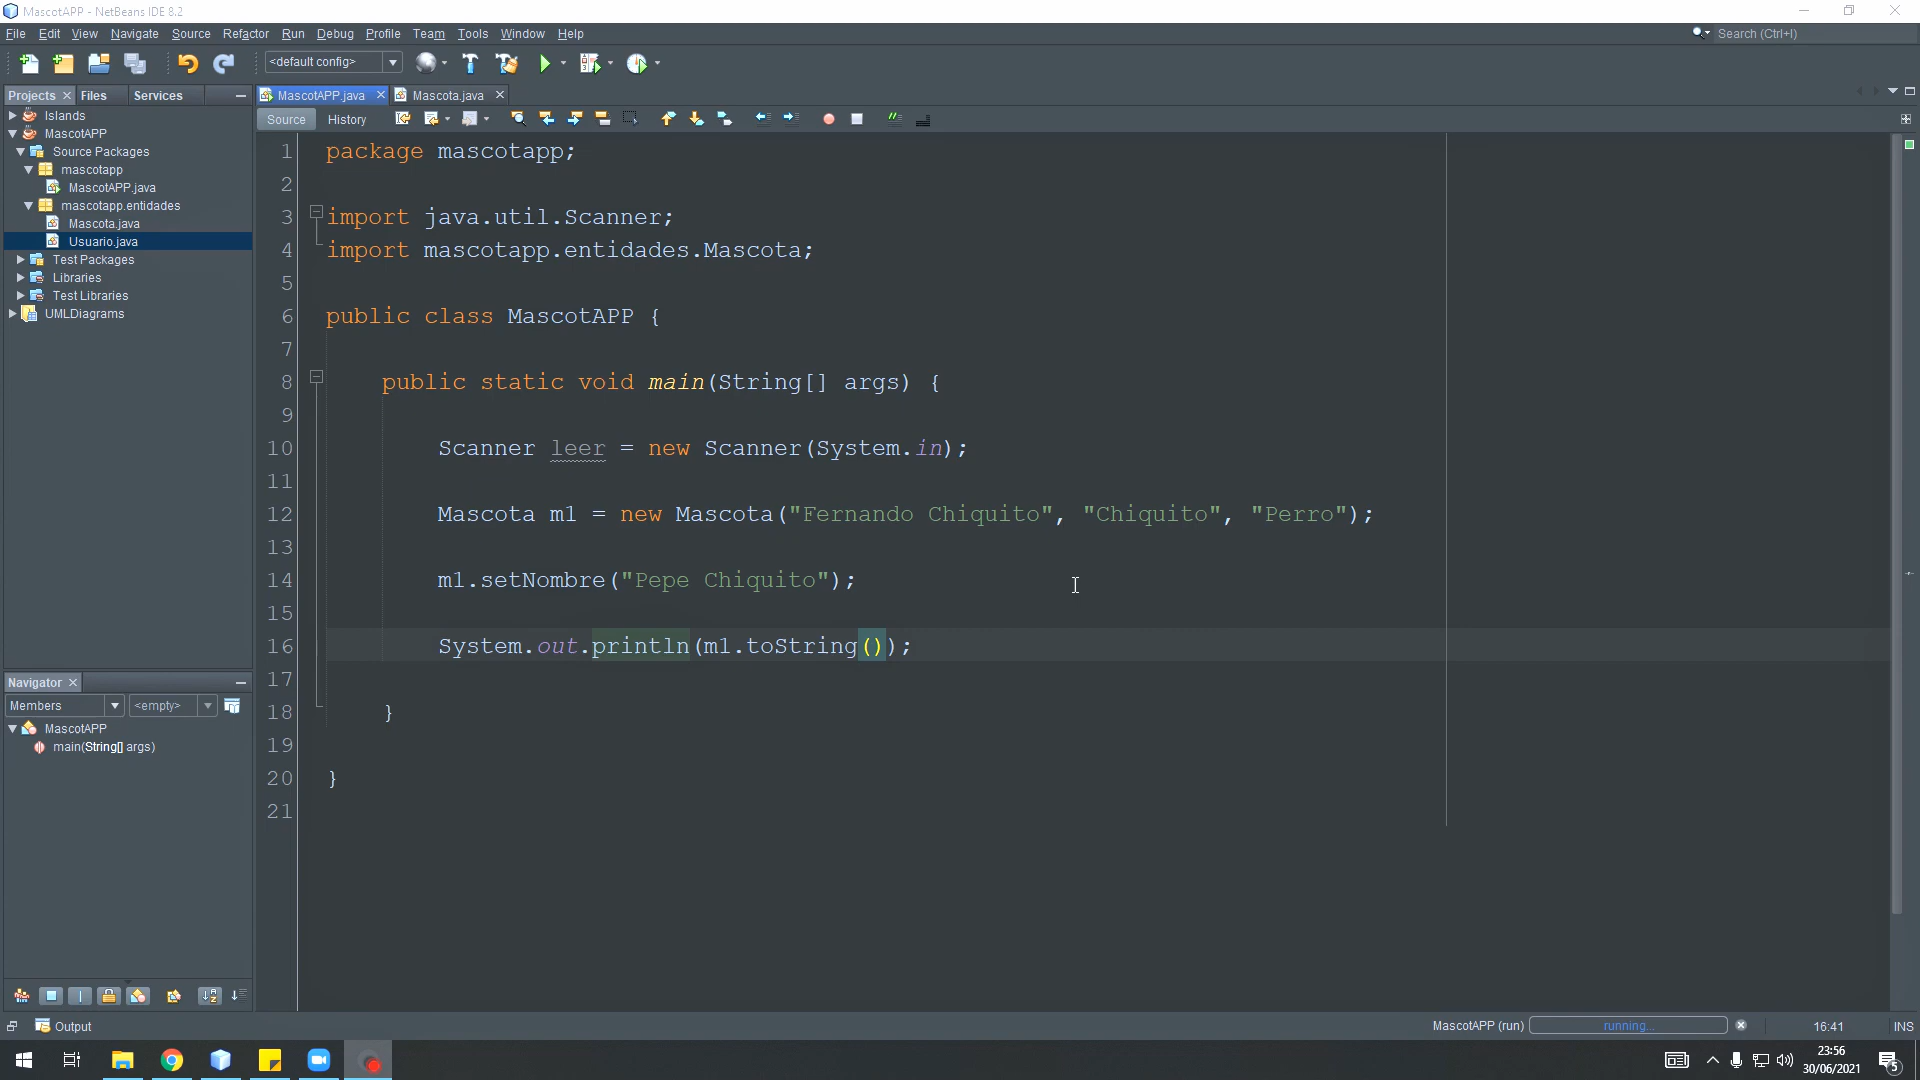 MascotAPP - NetBeans IDE 8.2
File Edit View Navigate Source Refactor Run Debug Profile Team Tools Window Help
Search (Ctrl+I)
<default config>
Projects Files Services
MascotAPP.java Mascota.java
Source History
Islands
MascotAPP
Source Packages
mascotapp
MascotAPP.java
mascotapp.entidades
Mascota.java
Usuario.java
Test Packages
Libraries
Test Libraries
UMLDiagrams
1 package mascotapp;
2
3 import java.util.Scanner;
4 import mascotapp.entidades.Mascota;
5
6 public class MascotAPP {
7
8 public static void main(String[] args) {
9
10 Scanner leer = new Scanner(System.in);
11
12 Mascota m1 = new Mascota("Fernando Chiquito", "Chiquito", "Perro");
13
14 m1.setNombre("Pepe Chiquito");
15
16 System.out.println(m1.toString());
17
18 }
19
20 }
21
Navigator
Members <empty>
MascotAPP
main(String[] args)
Output
MascotAPP (run) running... 16:41 INS
23:56
30/06/2021
5